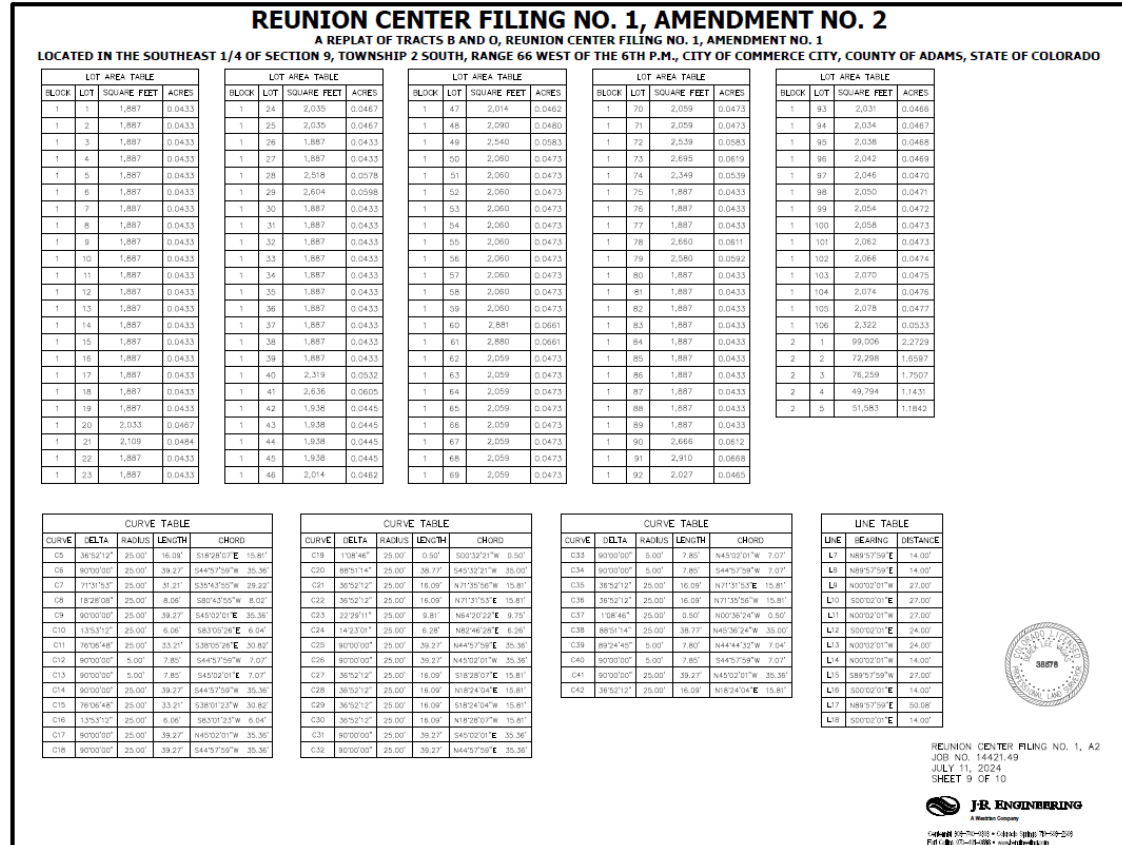 REUNION CENTER FILING NO. 1, AMENDMENT NO. 2
A REPLAT OF TRACTS B AND O, REUNION CENTER FILING NO. 1, AMENDMENT NO. 1
LOCATED IN THE SOUTHEAST 1/4 OF SECTION 9, TOWNSHIP 2 SOUTH, RANGE 66 WEST OF THE 6TH P.M., CITY OF COMMERCE CITY, COUNTY OF ADAMS, STATE OF COLORADO
LOT AREA TABLE
BLOCK LOT SQUARE FEET ACRES
1 1 1,887 0.0433
1 2 1,887 0.0433
1 3 1,887 0.0433
1 4 1,887 0.0433
1 5 1,887 0.0433
1 6 1,887 0.0433
1 7 1,887 0.0433
1 8 1,887 0.0433
1 9 1,887 0.0433
1 10 1,887 0.0433
1 11 1,887 0.0433
1 12 1,887 0.0433
1 13 1,887 0.0433
1 14 1,887 0.0433
1 15 1,887 0.0433
1 16 1,887 0.0433
1 17 1,887 0.0433
1 18 1,887 0.0433
1 19 1,887 0.0433
1 20 2,033 0.0467
1 21 2,109 0.0484
1 22 1,887 0.0433
1 23 1,887 0.0433
LOT AREA TABLE
BLOCK LOT SQUARE FEET ACRES
1 24 2,035 0.0467
1 25 2,035 0.0467
1 26 1,887 0.0433
1 27 1,887 0.0433
1 28 2,518 0.0578
1 29 2,604 0.0598
1 30 1,887 0.0433
1 31 1,887 0.0433
1 32 1,887 0.0433
1 33 1,887 0.0433
1 34 1,887 0.0433
1 35 1,887 0.0433
1 36 1,887 0.0433
1 37 1,887 0.0433
1 38 1,887 0.0433
1 39 1,887 0.0433
1 40 2,319 0.0532
1 41 2,636 0.0605
1 42 1,938 0.0445
1 43 1,938 0.0445
1 44 1,938 0.0445
1 45 1,938 0.0445
1 46 2,014 0.0462
LOT AREA TABLE
BLOCK LOT SQUARE FEET ACRES
1 47 2,014 0.0462
1 48 2,090 0.0480
1 49 2,540 0.0583
1 50 2,060 0.0473
1 51 2,060 0.0473
1 52 2,060 0.0473
1 53 2,060 0.0473
1 54 2,060 0.0473
1 55 2,060 0.0473
1 56 2,060 0.0473
1 57 2,060 0.0473
1 58 2,060 0.0473
1 59 2,060 0.0473
1 60 2,881 0.0661
1 61 2,880 0.0661
1 62 2,059 0.0473
1 63 2,059 0.0473
1 64 2,059 0.0473
1 65 2,059 0.0473
1 66 2,059 0.0473
1 67 2,059 0.0473
1 68 2,059 0.0473
1 69 2,059 0.0473
LOT AREA TABLE
BLOCK LOT SQUARE FEET ACRES
1 70 2,059 0.0473
1 71 2,059 0.0473
1 72 2,539 0.0583
1 73 2,695 0.0619
1 74 2,349 0.0539
1 75 1,887 0.0433
1 76 1,887 0.0433
1 77 1,887 0.0433
1 78 2,660 0.0611
1 79 2,580 0.0592
1 80 1,887 0.0433
1 81 1,887 0.0433
1 82 1,887 0.0433
1 83 1,887 0.0433
1 84 1,887 0.0433
1 85 1,887 0.0433
1 86 1,887 0.0433
1 87 1,887 0.0433
1 88 1,887 0.0433
1 89 1,887 0.0433
1 90 2,666 0.0612
1 91 2,910 0.0668
1 92 2,027 0.0465
LOT AREA TABLE
BLOCK LOT SQUARE FEET ACRES
1 93 2,031 0.0466
1 94 2,034 0.0467
1 95 2,038 0.0468
1 96 2,042 0.0469
1 97 2,046 0.0470
1 98 2,050 0.0471
1 99 2,054 0.0472
1 100 2,058 0.0473
1 101 2,062 0.0473
1 102 2,066 0.0474
1 103 2,070 0.0475
1 104 2,074 0.0476
1 105 2,078 0.0477
1 106 2,322 0.0533
2 1 99,006 2.2729
2 2 72,298 1.6597
2 3 76,259 1.7507
2 4 49,794 1.1431
2 5 51,583 1.1842
CURVE TABLE
CURVE DELTA RADIUS LENGTH CHORD
C5 36°52'12" 25.00' 16.09' S18°28'07"E 15.81'
C6 90°00'00" 25.00' 39.27' S44°57'59"W 35.36'
C7 71°31'53" 25.00' 31.21' S35°43'55"W 29.22'
C8 18°28'08" 25.00' 8.06' S80°43'55"W 8.02'
C9 90°00'00" 25.00' 39.27' S45°02'01"E 35.36'
C10 13°53'12" 25.00' 6.06' S83°05'26"E 6.04'
C11 76°06'48" 25.00' 33.21' S38°05'26"E 30.82'
C12 90°00'00" 5.00' 7.85' S44°57'59"W 7.07'
C13 90°00'00" 5.00' 7.85' S45°02'01"E 7.07'
C14 90°00'00" 25.00' 39.27' S44°57'59"W 35.36'
C15 76°06'48" 25.00' 33.21' S38°01'23"W 30.82'
C16 13°53'12" 25.00' 6.06' S83°01'23"W 6.04'
C17 90°00'00" 25.00' 39.27' N45°02'01"W 35.36'
C18 90°00'00" 25.00' 39.27' S44°57'59"W 35.36'
CURVE TABLE
CURVE DELTA RADIUS LENGTH CHORD
C19 1°08'46" 25.00' 0.50' S00°32'21"W 0.50'
C20 88°51'14" 25.00' 38.77' S45°32'21"W 35.00'
C21 36°52'12" 25.00' 16.09' N71°35'56"W 15.81'
C22 36°52'12" 25.00' 16.09' N71°31'53"E 15.81'
C23 22°29'11" 25.00' 9.81' N64°20'22"E 9.75'
C24 14°23'01" 25.00' 6.28' N82°46'28"E 6.26'
C25 90°00'00" 25.00' 39.27' N44°57'59"E 35.36'
C26 90°00'00" 25.00' 39.27' N45°02'01"W 35.36'
C27 36°52'12" 25.00' 16.09' S18°28'07"E 15.81'
C28 36°52'12" 25.00' 16.09' N18°24'04"E 15.81'
C29 36°52'12" 25.00' 16.09' S18°24'04"W 15.81'
C30 36°52'12" 25.00' 16.09' N18°28'07"W 15.81'
C31 90°00'00" 25.00' 39.27' S45°02'01"E 35.36'
C32 90°00'00" 25.00' 39.27' N44°57'59"E 35.36'
CURVE TABLE
CURVE DELTA RADIUS LENGTH CHORD
C33 90°00'00" 5.00' 7.85' N45°02'01"W 7.07'
C34 90°00'00" 5.00' 7.85' S44°57'59"W 7.07'
C35 36°52'12" 25.00' 16.09' N71°31'53"E 15.81'
C36 36°52'12" 25.00' 16.09' N71°35'56"W 15.81'
C37 1°08'46" 25.00' 0.50' N00°36'24"W 0.50'
C38 88°51'14" 25.00' 38.77' N45°36'24"W 35.00'
C39 89°24'45" 5.00' 7.80' N44°44'32"W 7.04'
C40 90°00'00" 5.00' 7.85' S44°57'59"W 7.07'
C41 90°00'00" 25.00' 39.27' N45°02'01"W 35.36'
C42 36°52'12" 25.00' 16.09' N18°24'04"E 15.81'
LINE TABLE
LINE BEARING DISTANCE
L7 N89°57'59"E 14.00'
L8 N89°57'59"E 14.00'
L9 N00°02'01"W 27.00'
L10 S00°02'01"E 27.00'
L11 N00°02'01"W 27.00'
L12 S00°02'01"E 24.00'
L13 N00°02'01"W 24.00'
L14 N00°02'01"W 14.00'
L15 S89°57'59"W 27.00'
L16 S00°02'01"E 14.00'
L17 N89°57'59"E 50.08'
L18 S00°02'01"E 14.00'
COLORADO LICENSED
38578
PROFESSIONAL LAND SURVEYOR
REUNION CENTER FILING NO. 1, A2
JOB NO. 14421.49
JULY 11, 2024
SHEET 9 OF 10
J·R ENGINEERING
A Westrian Company